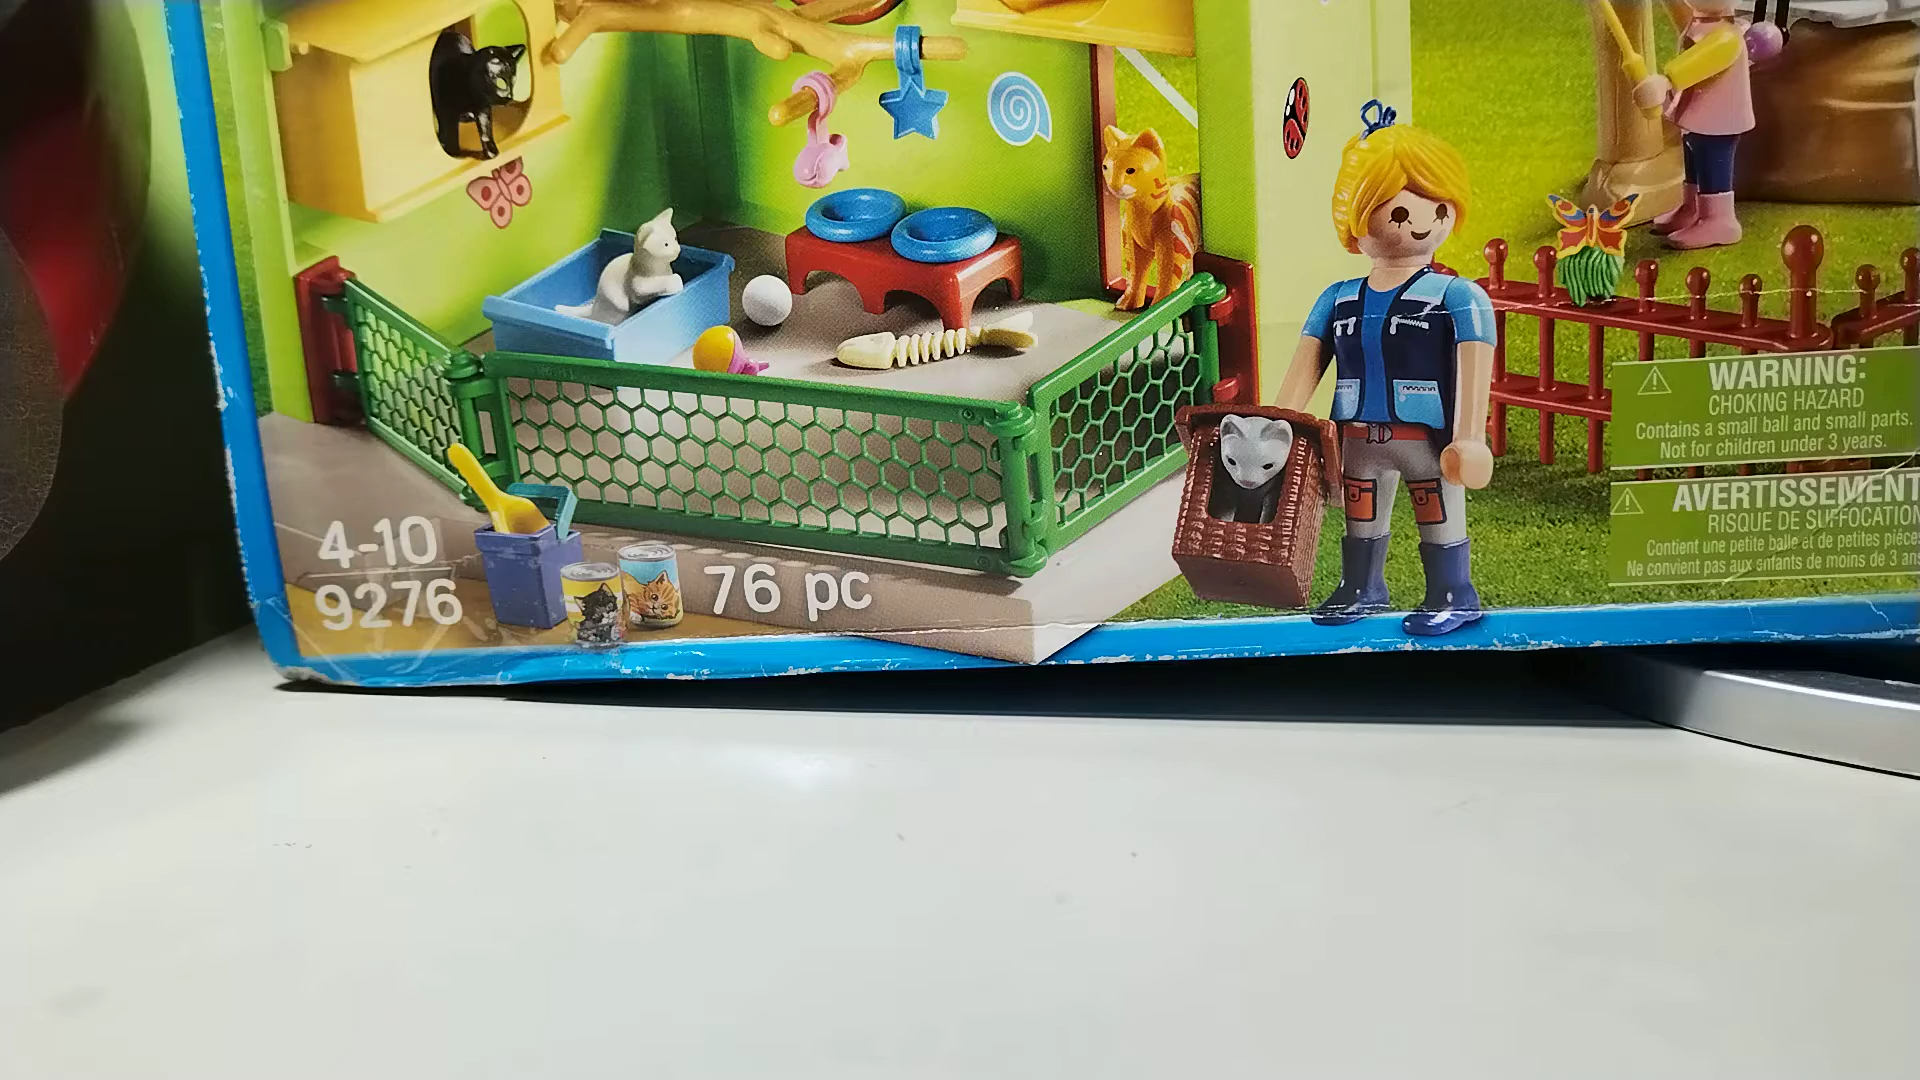 4-10
9276
76 pc
WARNING:
CHOKING HAZARD
Contains a small ball and small parts.
Not for children under 3 years.
AVERTISSEMENT
RISQUE DE SUFFOCATION
Contient une petite balle et de petites pièces
Ne convient pas aux enfants de moins de 3 ans